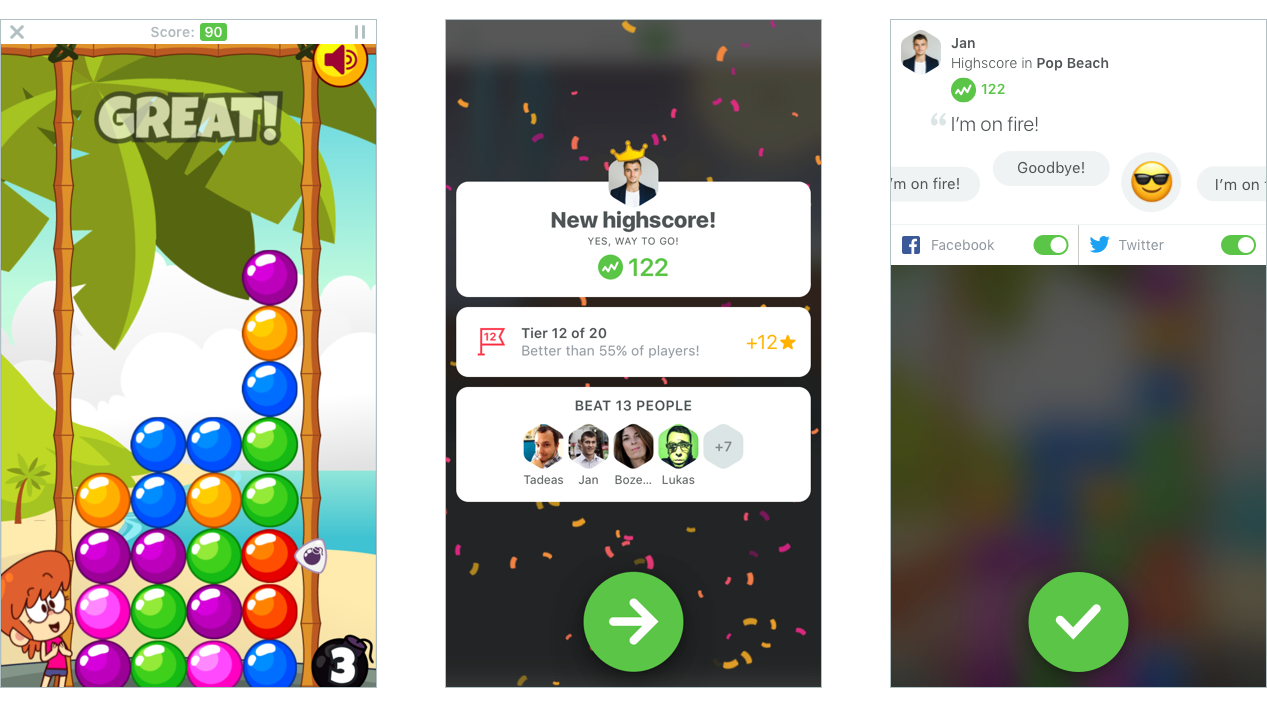 Score: 90
GREAT!
3
New highscore!
YES, WAY TO GO!
122
12
Tier 12 of 20
Better than 55% of players!
+12
BEAT 13 PEOPLE
+7
Tadeas Jan Boze... Lukas
Jan
Highscore in Pop Beach
122
“ I'm on fire!
'm on fire! Goodbye! I'm on
Facebook Twitter